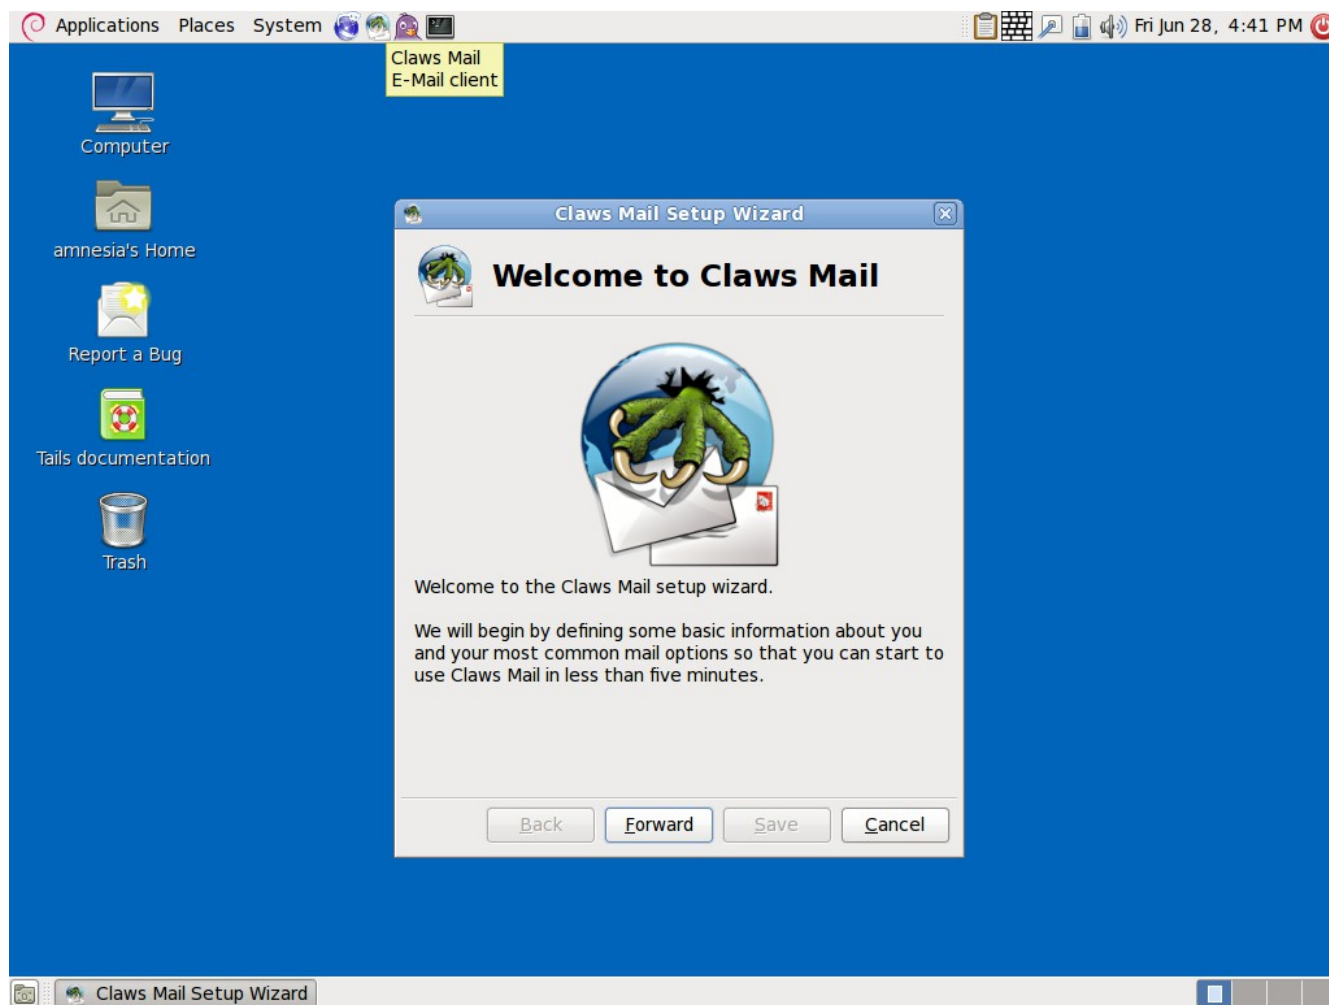 Applications Places System Fri Jun 28, 4:41 PM
Claws Mail
E-Mail client
Computer
amnesia's Home
Report a Bug
Tails documentation
Trash
Claws Mail Setup Wizard
Welcome to Claws Mail
Welcome to the Claws Mail setup wizard.
We will begin by defining some basic information about you
and your most common mail options so that you can start to
use Claws Mail in less than five minutes.
Back Forward Save Cancel
Claws Mail Setup Wizard